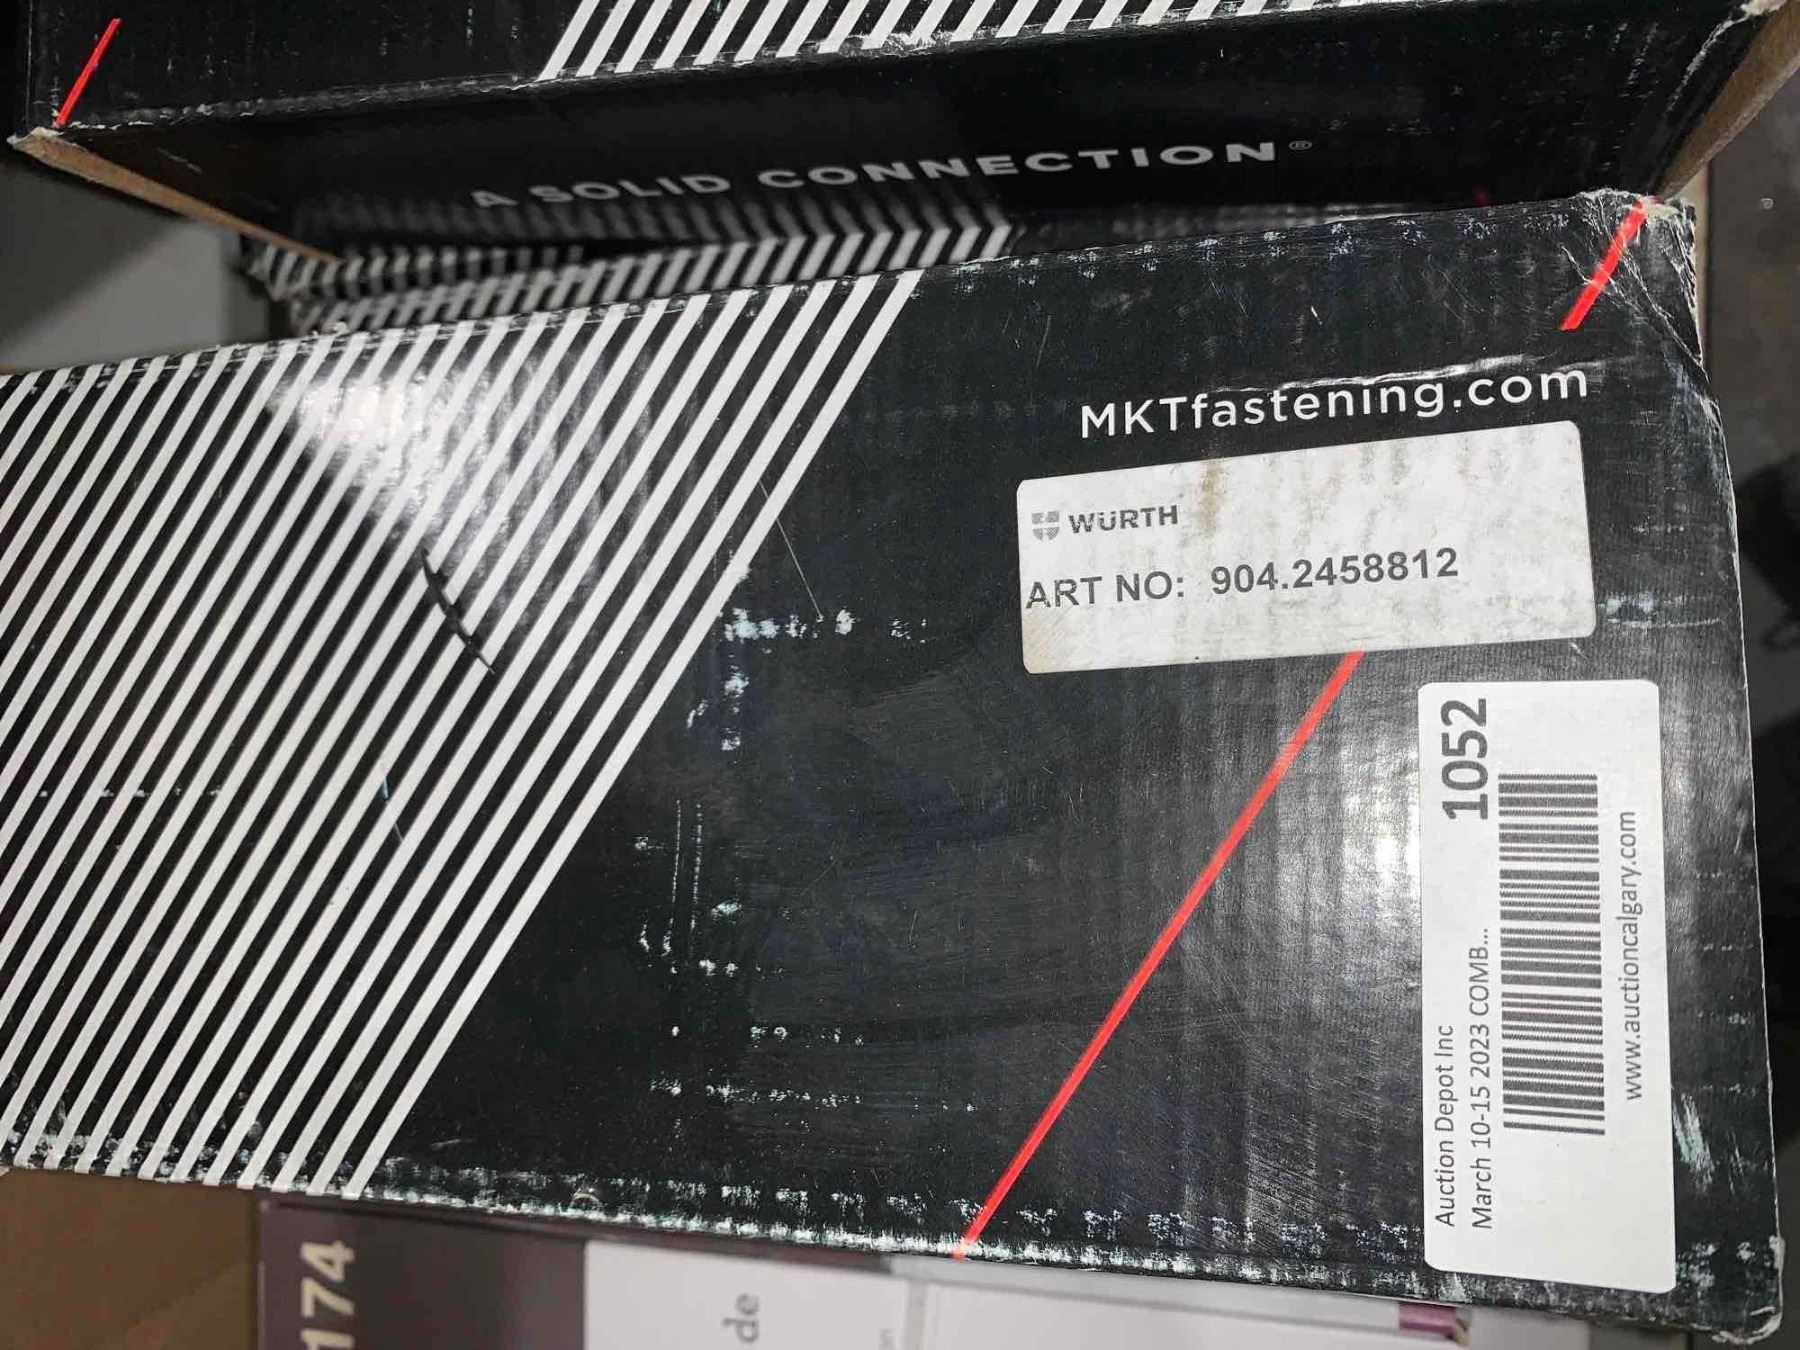 A SOLID CONNECTION®
MKTfastening.com
WÜRTH
ART NO: 904.2458812
1052
Auction Depot Inc
March 10-15 2023 COMB...
www.auctioncalgary.com
174
de